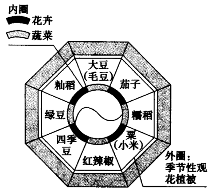 内圈:
花卉
蔬菜
大豆
(毛豆)
籼稻
茄子
绿豆
糯稻
四季
豆
粟
(小米)
红辣椒
外圈:
季节性观
花植被